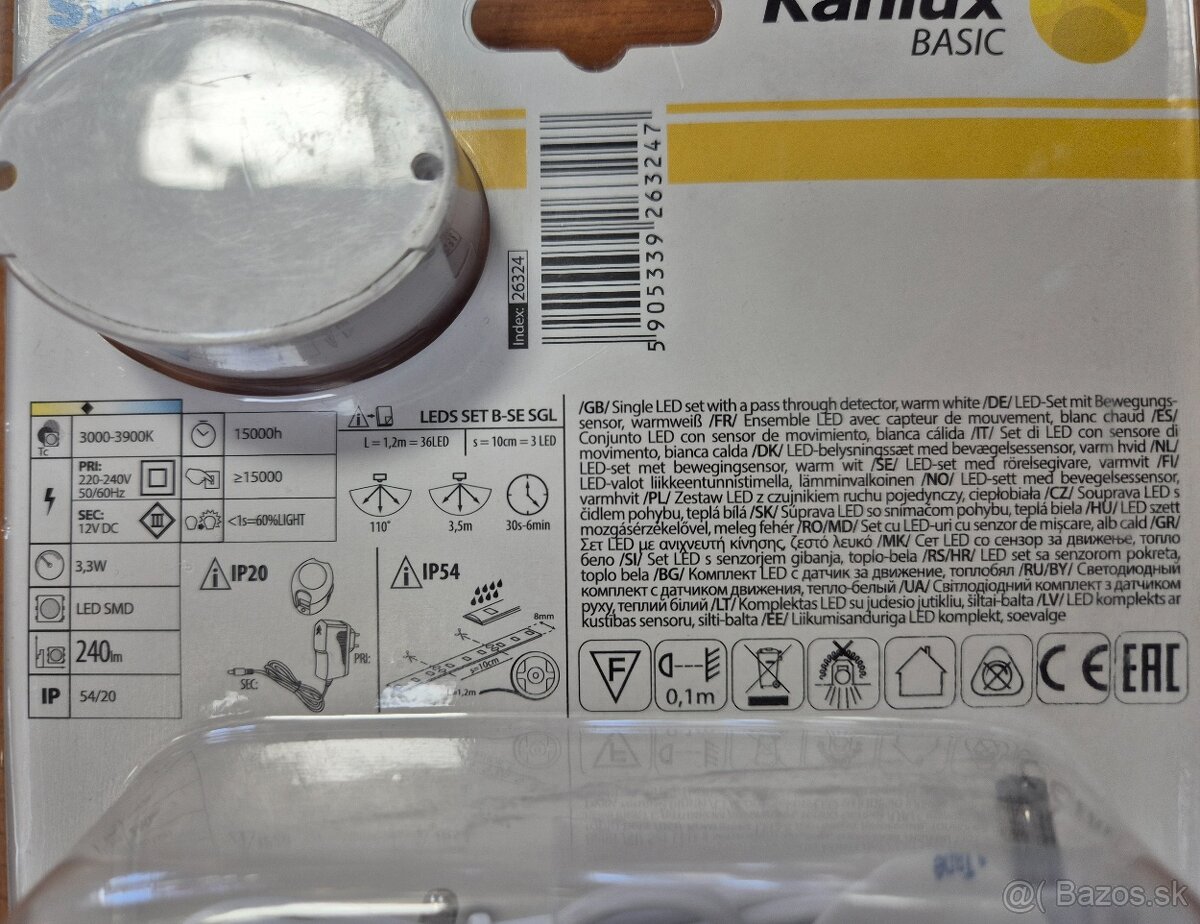 Kanlux
BASIC
5905339263247
Index: 26324
Tc
3000-3900K
PRI:
220-240V
50/60Hz
SEC:
12V DC
3,3W
LED SMD
240lm
IP
54/20
15000h
≥15000
<1s=60%LIGHT
LEDS SET B-SE SGL
L = 1,2m = 36LED
s = 10cm = 3 LED
110°
3,5m
30s-6min
IP20
PRI:
SEC:
IP54
8mm
s=10cm
L=1,2m
/GB/ Single LED set with a pass through detector, warm white /DE/ LED-Set mit Bewegungs-
sensor, warmweiß /FR/ Ensemble LED avec capteur de mouvement, blanc chaud /ES/
Conjunto LED con sensor de movimiento, blanca cálida /IT/ Set di LED con sensore di
movimento, bianca calda /DK/ LED-belysningssæt med bevægelsessensor, varm hvid /NL/
LED-set met bewegingsensor, warm wit /SE/ LED-set med rörelsegivare, varmvit /FI/
LED-valot liikkeentunnistimella, lämminvalkoinen /NO/ LED-sett med bevegelsessensor,
varmhvit /PL/ Zestaw LED z czujnikiem ruchu pojedynczy, ciepłobiała /CZ/ Souprava LED s
čidlem pohybu, teplá bílá /SK/ Súprava LED so snímačom pohybu, teplá biela /HU/ LED szett
mozgásérzékelővel, meleg fehér /RO/MD/ Set cu LED-uri cu senzor de mișcare, alb cald /GR/
Σετ LED με ανιχνευτή κίνησης, ζεστό λευκό /MK/ Сет LED со сензор за движење, топло
бело /SI/ Set LED s senzorjem gibanja, toplo-bela /RS/HR/ LED set sa senzorom pokreta,
toplo bela /BG/ Комплект LED с датчик за движение, топлобял /RU/BY/ Светодиодный
комплект с датчиком движения, тепло-белый /UA/ Світлодіодний комплект з датчиком
руху, теплий білий /LT/ Komplektas LED su judesio jutikliu, šiltai-balta /LV/ LED komplekts ar
kustības sensoru, silti-balta /EE/ Liikumisanduriga LED komplekt, soevalge
F
0,1m
CE
EAC
@( Bazos.sk